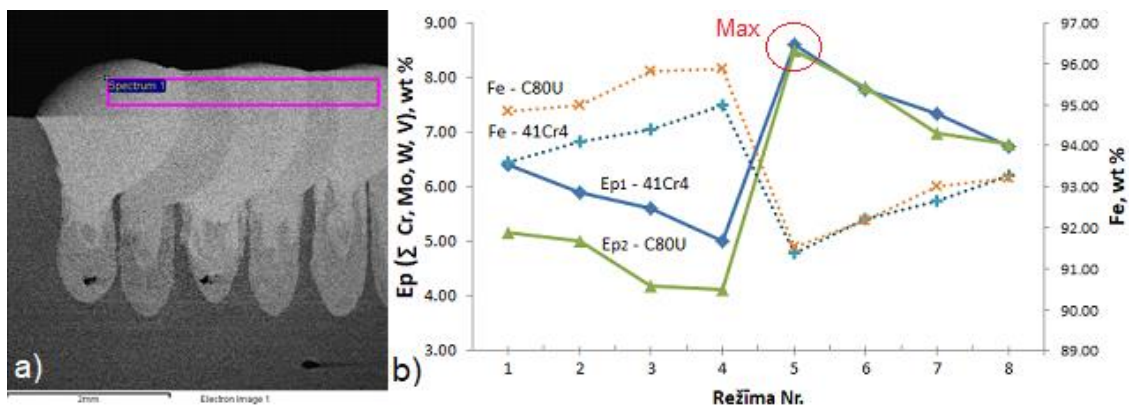 Spectrum 1
a)
2mm
Electron Image 1
b)
Max
Fe - C80U
Fe - 41Cr4
Ep1 - 41Cr4
Ep2 - C80U
Ep (∑ Cr, Mo, W, V), wt %
9.00
8.00
7.00
6.00
5.00
4.00
3.00
Fe, wt %
97.00
96.00
95.00
94.00
93.00
92.00
91.00
90.00
89.00
1 2 3 4 5 6 7 8
Režīma Nr.